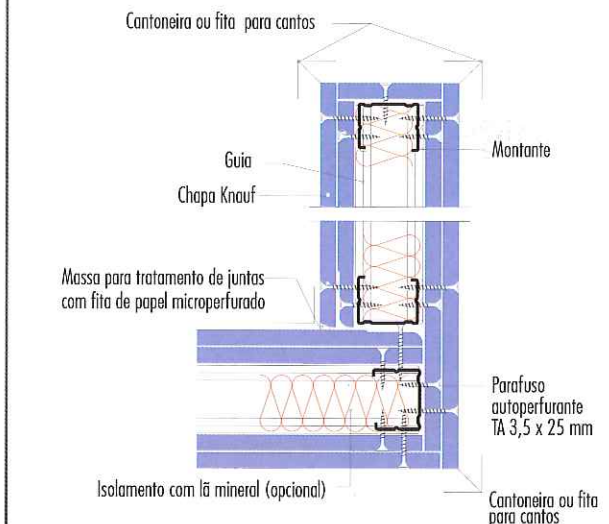 Cantoneira ou fita para cantos
Guia
Montante
Chapa Knauf
Massa para tratamento de juntas
com fita de papel microperfurado
Parafuso
autoperfurante
TA 3,5 x 25 mm
Isolamento com lã mineral (opcional)
Cantoneira ou fita
para cantos